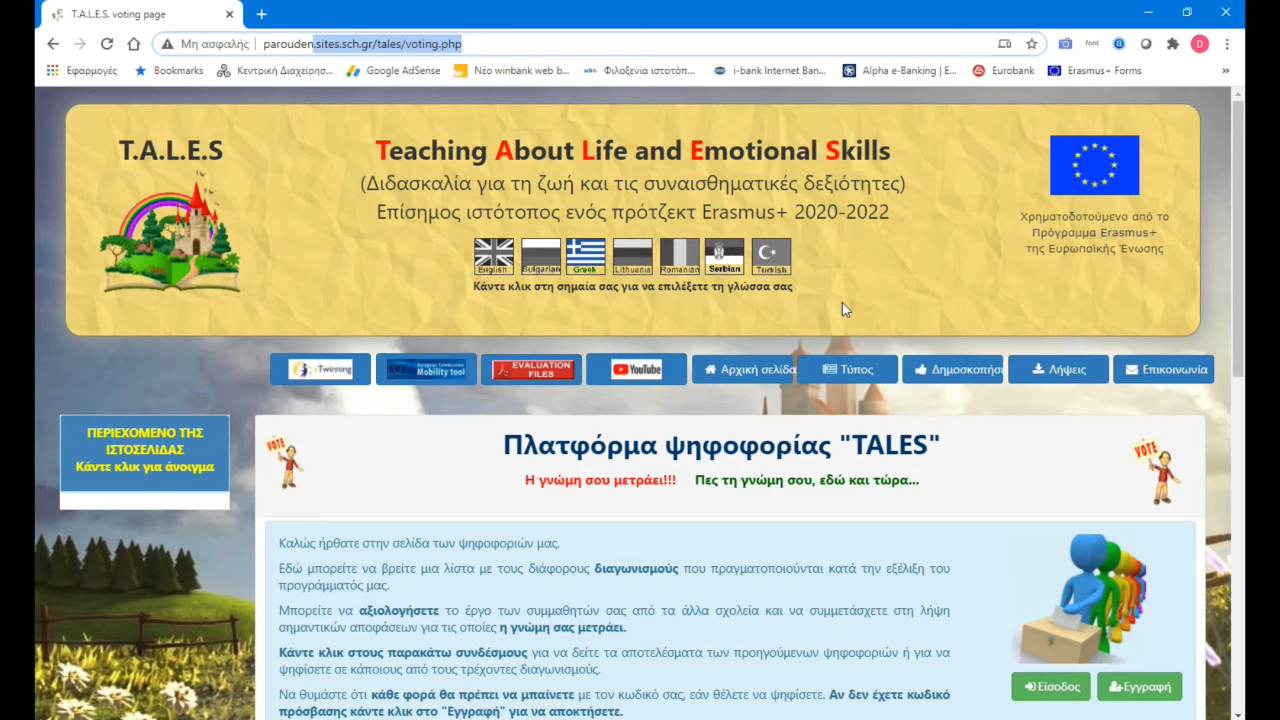 T.A.L.E.S. voting page
Μη ασφαλής | parouden.sites.sch.gr/tales/voting.php
Εφαρμογές Bookmarks Κεντρική Διαχείρησ... Google AdSense Νέο winbank web b... Φιλοξενία ιστοτόπ... i-bank Internet Ban... Alpha e-Banking | E... Eurobank Erasmus+ Forms »
T.A.L.E.S
Teaching About Life and Emotional Skills
(Διδασκαλία για τη ζωή και τις συναισθηματικές δεξιότητες)
Επίσημος ιστότοπος ενός πρότζεκτ Erasmus+ 2020-2022
English Bulgarian Greek Lithuania Romanian Serbian Turkish
Κάντε κλικ στη σημαία σας για να επιλέξετε τη γλώσσα σας
Χρηματοδοτούμενο από το
Πρόγραμμα Erasmus+
της Ευρωπαϊκής Ένωσης
eTwinning
European Commission
Mobility tool
EVALUATION
FILES
YouTube
Αρχική σελίδα
Τύπος
Δημοσκοπήσ
Λήψεις
Επικοινωνία
ΠΕΡΙΕΧΟΜΕΝΟ ΤΗΣ
ΙΣΤΟΣΕΛΙΔΑΣ
Κάντε κλικ για άνοιγμα
VOTE
Πλατφόρμα ψηφοφορίας "TALES"
VOTE
Η γνώμη σου μετράει!!! Πες τη γνώμη σου, εδώ και τώρα...
Καλώς ήρθατε στην σελίδα των ψηφοφοριών μας.
Εδώ μπορείτε να βρείτε μια λίστα με τους διάφορους διαγωνισμούς που πραγματοποιούνται κατά την εξέλιξη του
προγράμματός μας.
Μπορείτε να αξιολογήσετε το έργο των συμμαθητών σας από τα άλλα σχολεία και να συμμετάσχετε στη λήψη
σημαντικών αποφάσεων για τις οποίες η γνώμη σας μετράει.
Κάντε κλικ στους παρακάτω συνδέσμους για να δείτε τα αποτελέσματα των προηγούμενων ψηφοφοριών ή για να
ψηφίσετε σε κάποιους από τους τρέχοντες διαγωνισμούς.
Να θυμάστε ότι κάθε φορά θα πρέπει να μπαίνετε με τον κωδικό σας, εάν θέλετε να ψηφίσετε. Αν δεν έχετε κωδικό
πρόσβασης κάντε κλικ στο "Εγγραφή" για να αποκτήσετε.
Είσοδος
Εγγραφή